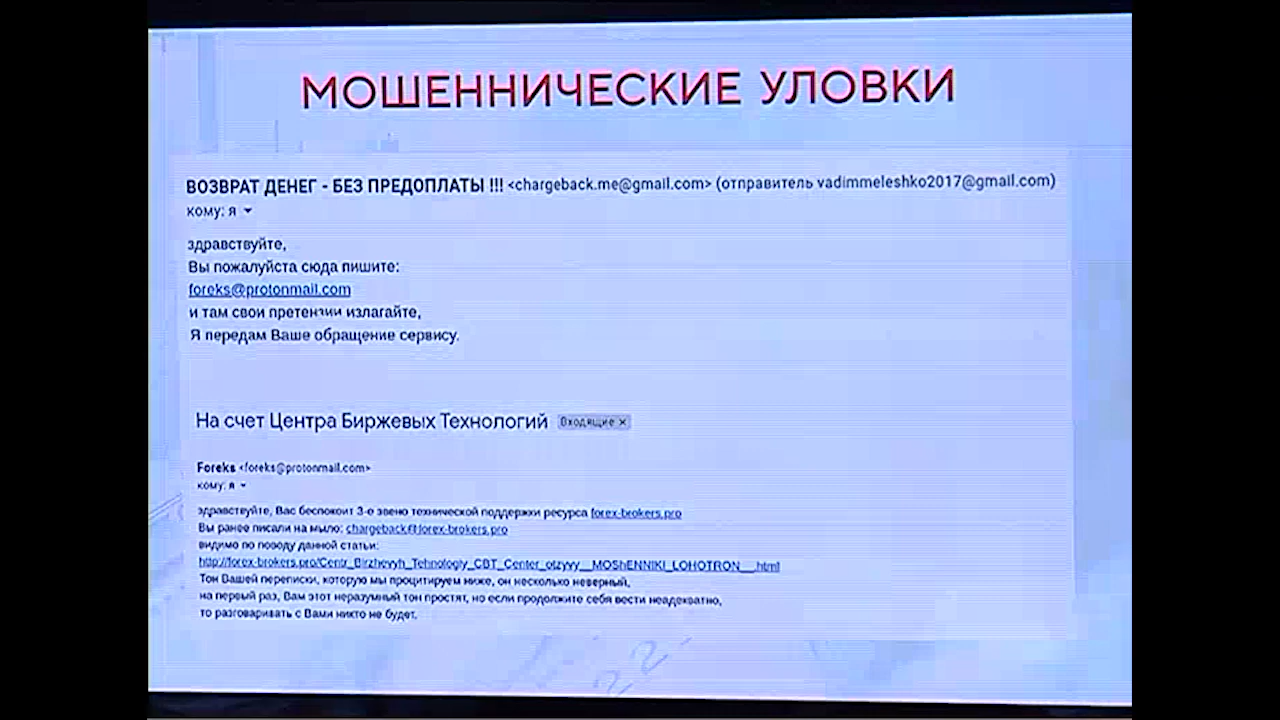 МОШЕННИЧЕСКИЕ УЛОВКИ
ВОЗВРАТ ДЕНЕГ - БЕЗ ПРЕДОПЛАТЫ !!! <chargeback.me@gmail.com> (отправитель vadimmeleshko2017@gmail.com)
кому: я
здравствуйте,
Вы пожалуйста сюда пишите:
foreks@protonmail.com
и там свои претензии излагайте,
Я передам Ваше обращение сервису.
На счет Центра Биржевых Технологий Входящие ×
Foreks <foreks@protonmail.com>
кому: я
здравствуйте, Вас беспокоит 3-е звено технической поддержки ресурса forex-brokers.pro
Вы ранее писали на мыло: chargeback@forex-brokers.pro
видимо по поводу данной статьи:
http://forex-brokers.pro/Centr_Birzhevyh_Tehnologiy_CBT_Center_otzyvy__MOShENNIKI_LOHOTRON__.html
Тон Вашей переписки, которую мы процитируем ниже, он несколько неверный,
на первый раз, Вам этот неразумный тон простят, но если продолжите себя вести неадекватно,
то разговаривать с Вами никто не будет.
22.